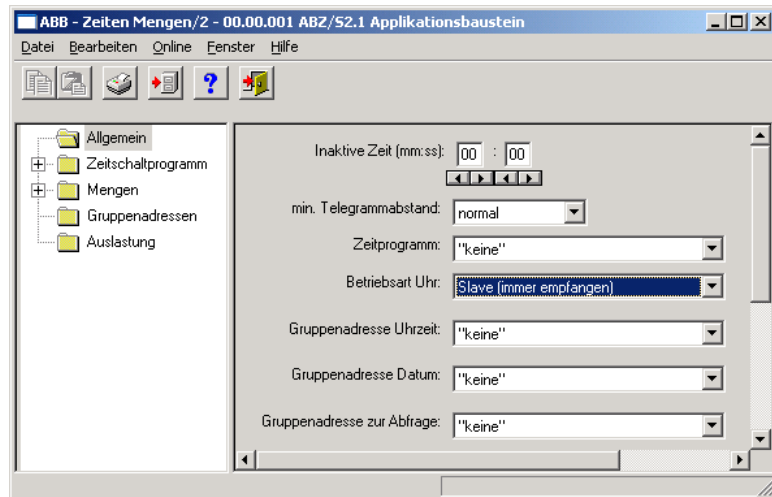 ABB - Zeiten Mengen/2 - 00.00.001 ABZ/S2.1 Applikationsbaustein
Datei Bearbeiten Online Fenster Hilfe
Allgemein
Zeitschaltprogramm
Mengen
Gruppenadressen
Auslastung
Inaktive Zeit (mm:ss): 00 : 00
min. Telegrammabstand: normal
Zeitprogramm: "keine"
Betriebsart Uhr: Slave (immer empfangen)
Gruppenadresse Uhrzeit: "keine"
Gruppenadresse Datum: "keine"
Gruppenadresse zur Abfrage: "keine"